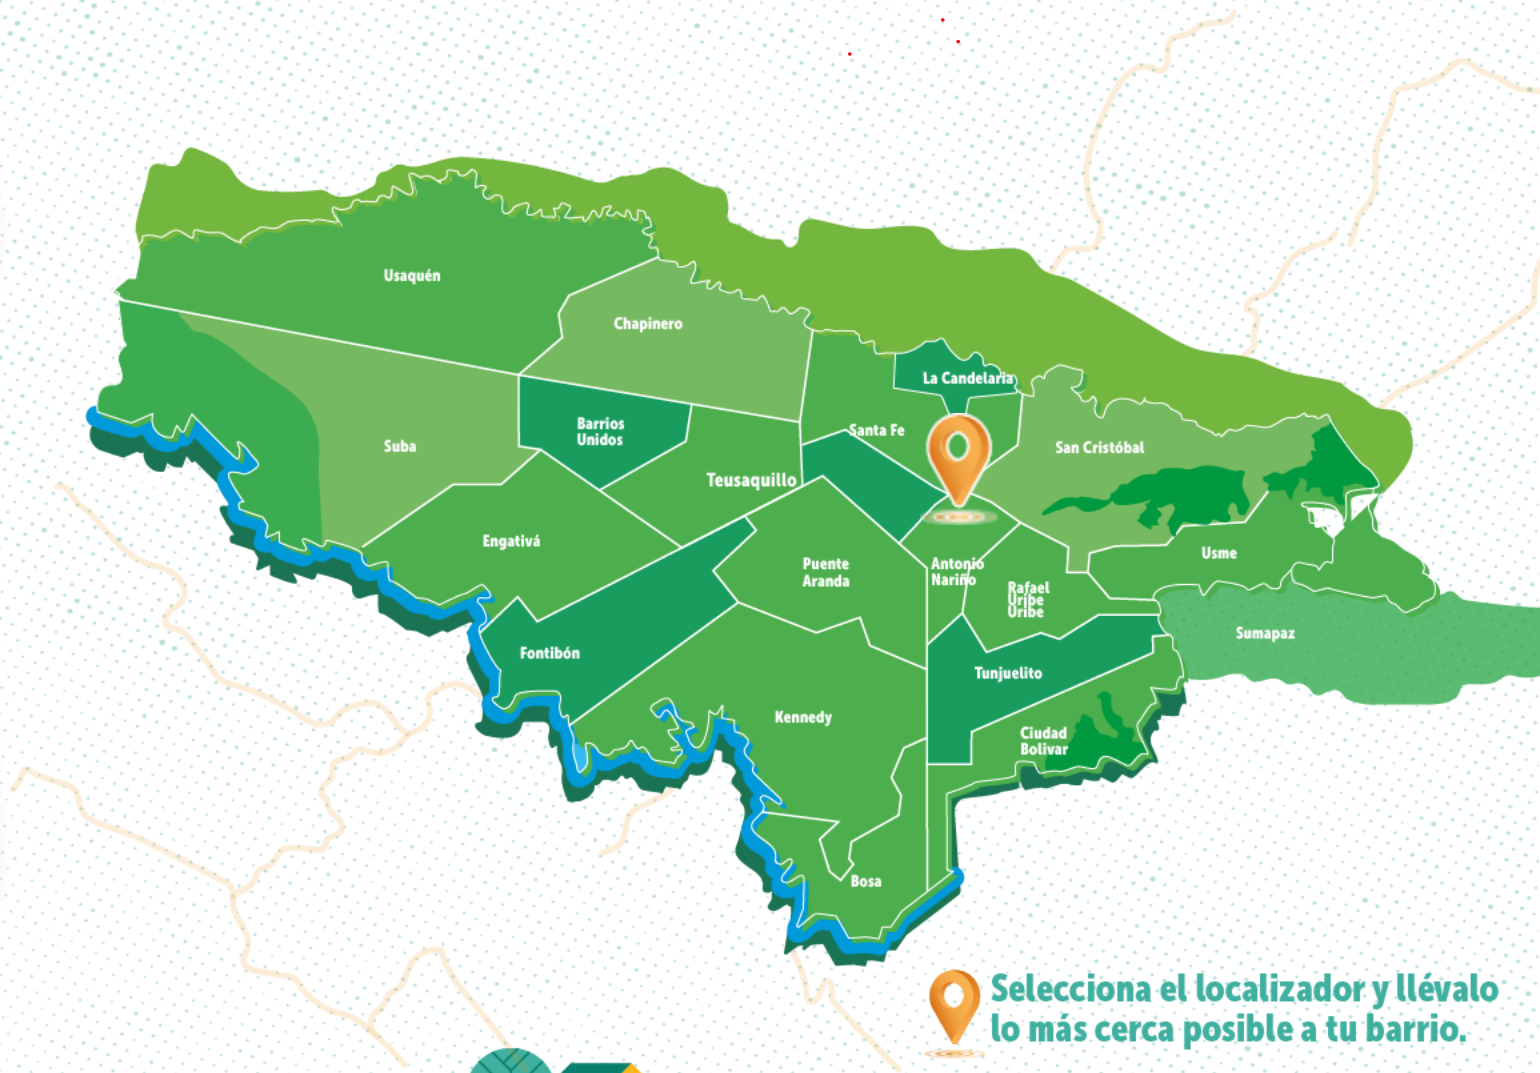 Usaquén
Chapinero
La Candelaria
Barrios
Unidos
Santa Fe
Suba
San Cristóbal
Teusaquillo
Engativá
Usme
Puente
Aranda
Antonio
Nariño
Rafael
Uribe
Uribe
Sumapaz
Fontibón
Tunjuelito
Kennedy
Ciudad
Bolivar
Bosa
Selecciona el localizador y llévalo
lo más cerca posible a tu barrio.